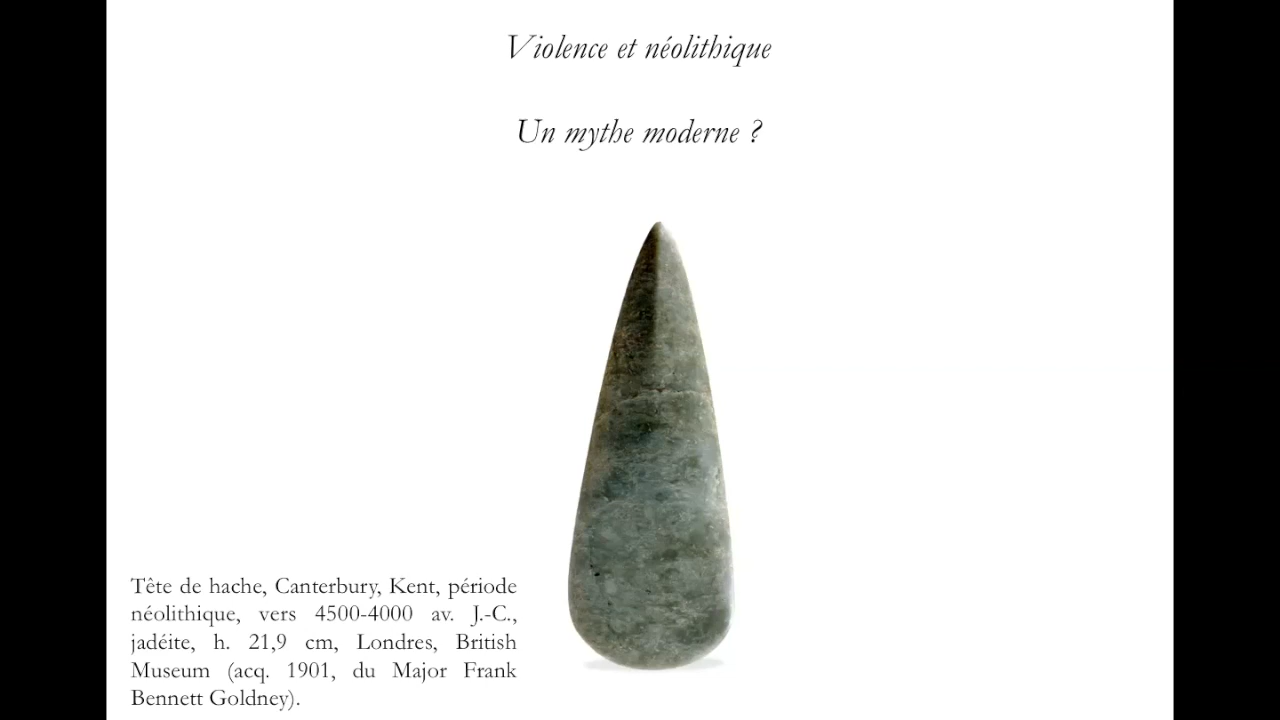 Violence et néolithique
Un mythe moderne ?
Tête de hache, Canterbury, Kent, période
néolithique, vers 4500-4000 av. J.-C.,
jadéite, h. 21,9 cm, Londres, British
Museum (acq. 1901, du Major Frank
Bennett Goldney).